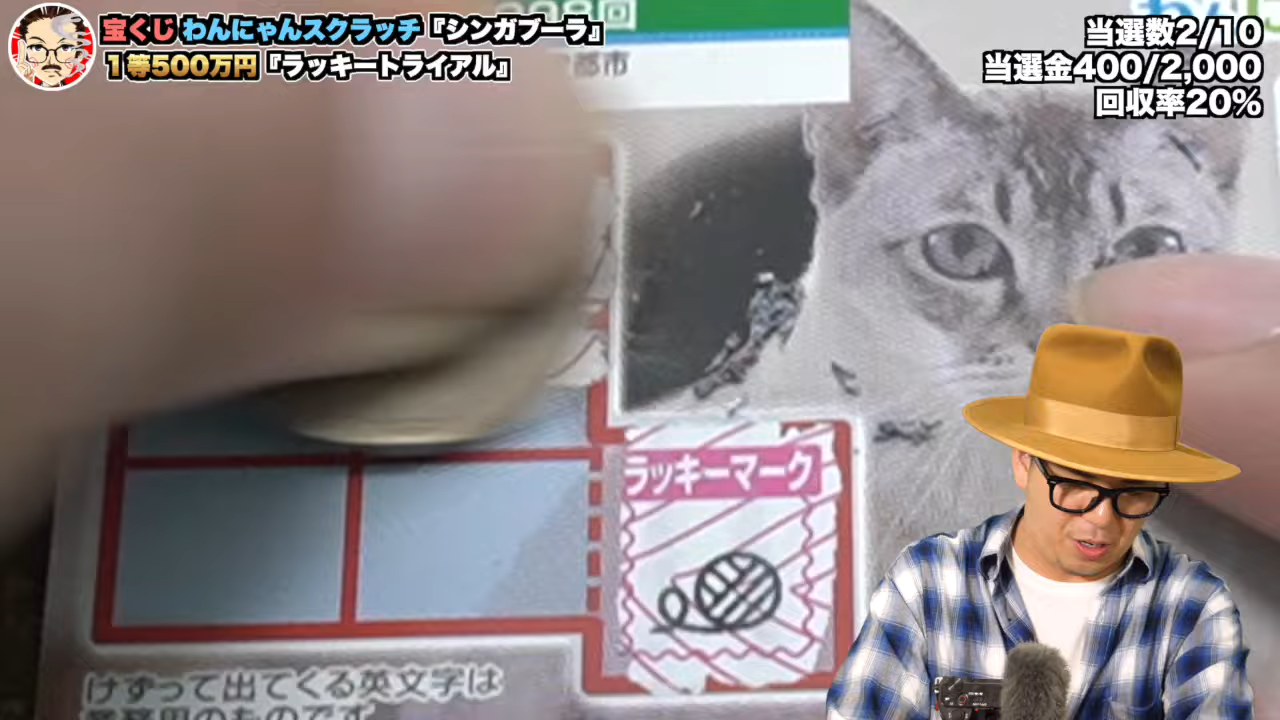 宝くじ わんにゃんスクラッチ『シンガプーラ』
1等500万円『ラッキートライアル』
当選数2/10
当選金400/2,000
回収率20%
回
都市
ラッキーマーク
けずって出てくる英文字は